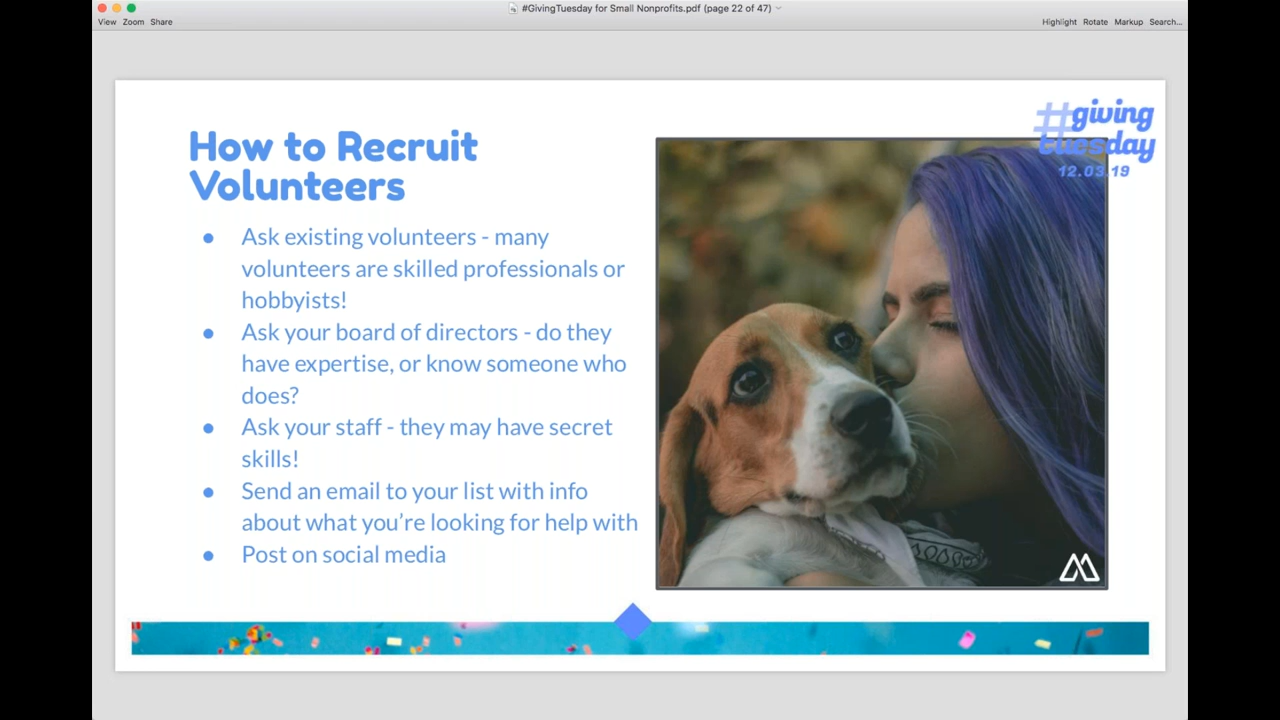 #GivingTuesday for Small Nonprofits.pdf (page 22 of 47)
View Zoom Share
Highlight Rotate Markup Search...
#giving
tuesday
12.03.19
How to Recruit
Volunteers
● Ask existing volunteers - many
volunteers are skilled professionals or
hobbyists!
● Ask your board of directors - do they
have expertise, or know someone who
does?
● Ask your staff - they may have secret
skills!
● Send an email to your list with info
about what you’re looking for help with
● Post on social media